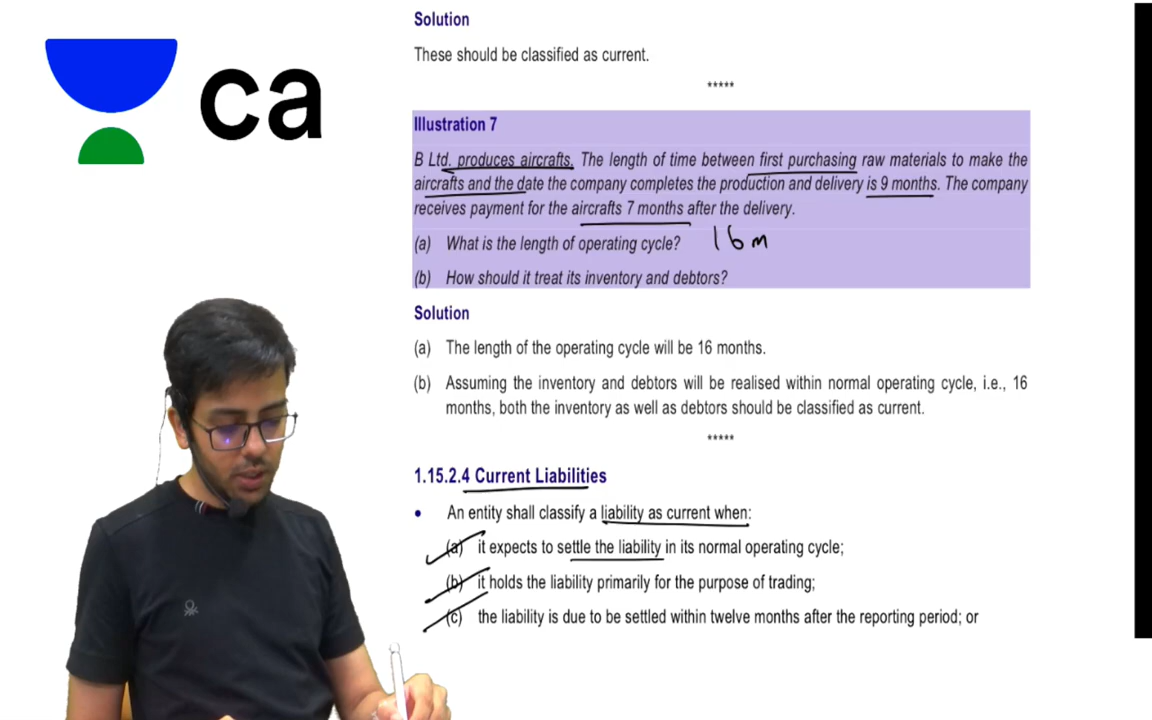 ca
Solution
These should be classified as current.
*****
Illustration 7
B Ltd. produces aircrafts. The length of time between first purchasing raw materials to make the
aircrafts and the date the company completes the production and delivery is 9 months. The company
receives payment for the aircrafts 7 months after the delivery.
(a) What is the length of operating cycle? 16 m
(b) How should it treat its inventory and debtors?
Solution
(a) The length of the operating cycle will be 16 months.
(b) Assuming the inventory and debtors will be realised within normal operating cycle, i.e., 16
months, both the inventory as well as debtors should be classified as current.
*****
1.15.2.4 Current Liabilities
• An entity shall classify a liability as current when:
(a) it expects to settle the liability in its normal operating cycle;
(b) it holds the liability primarily for the purpose of trading;
(c) the liability is due to be settled within twelve months after the reporting period; or